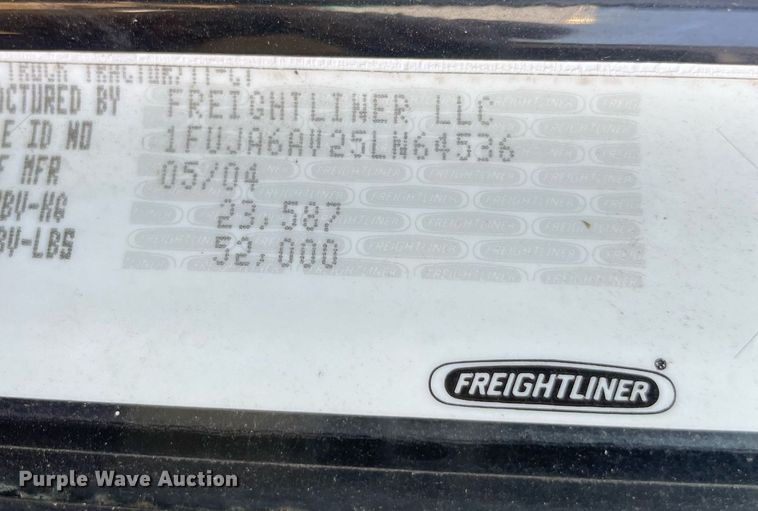 TRUCK TRACTOR/TT-CT
OCTURED BY FREIGHTLINER LLC
E ID NO 1FUJA6AV25LN64536
F MFR 05/04
BV-KG 23,587
BV-LBS 52,000
FREIGHTLINER
Purple Wave Auction